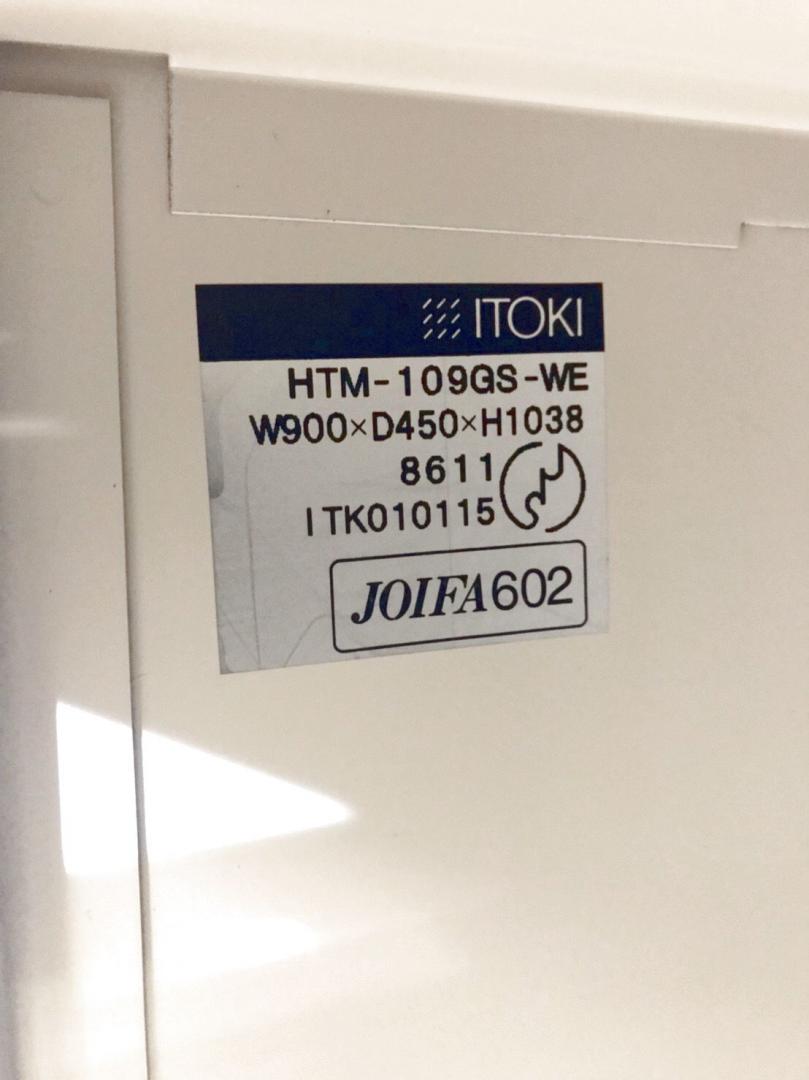 ITOKI
HTM-109GS-WE
W900×D450×H1038
8611
ITK010115
JOIFA602